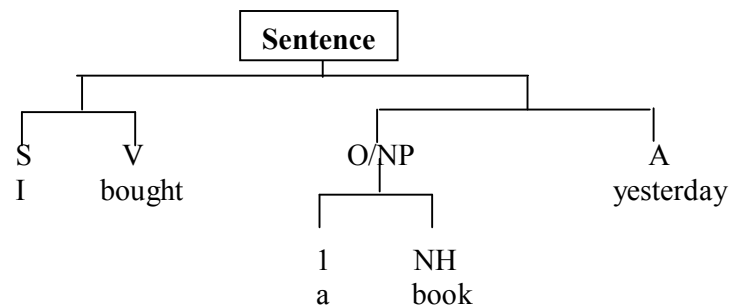 Sentence
S V O/NP A
I bought yesterday
1 NH
a book